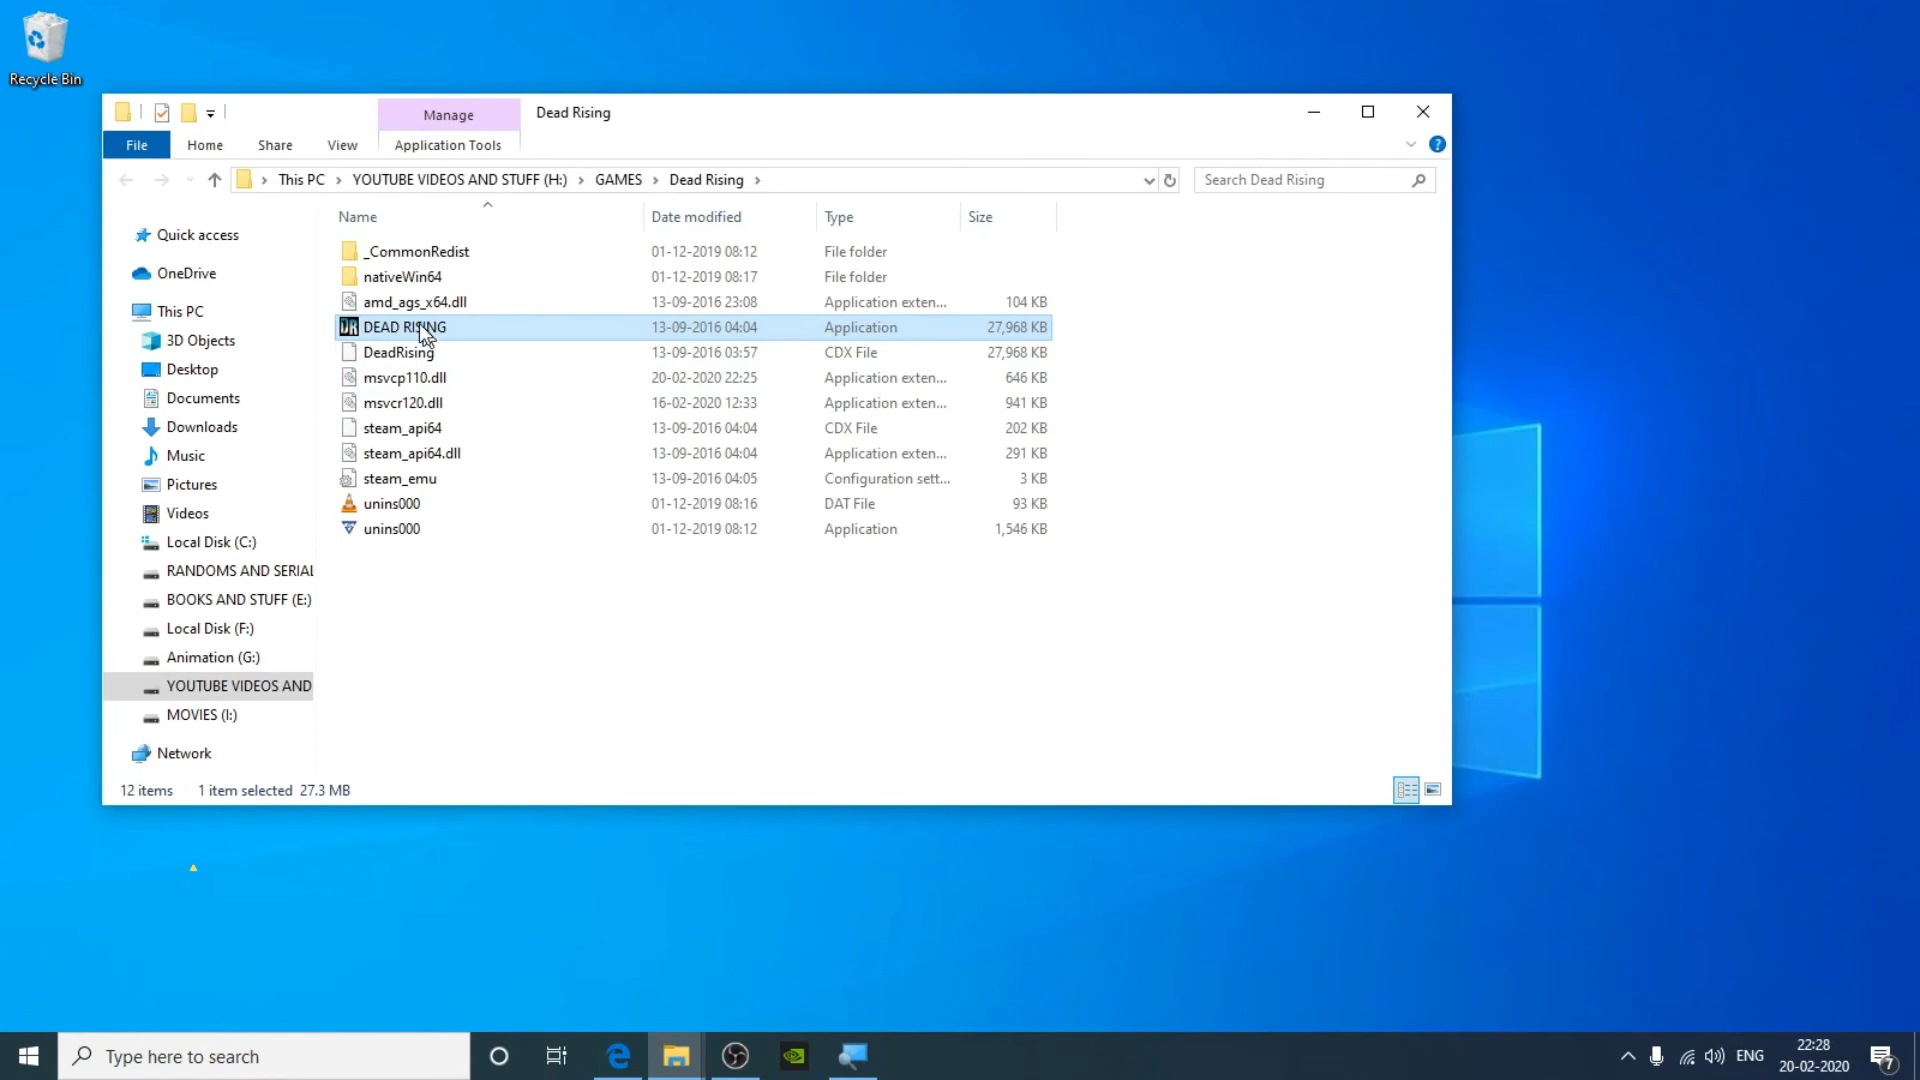 Recycle Bin
Manage
Dead Rising
File
Home
Share
View
Application Tools
?
This PC
YOUTUBE VIDEOS AND STUFF (H:)
GAMES
Dead Rising
Search Dead Rising
Name
Date modified
Type
Size
_CommonRedist 01-12-2019 08:12 File folder
nativeWin64 01-12-2019 08:17 File folder
amd_ags_x64.dll 13-09-2016 23:08 Application exten... 104 KB
DR DEAD RISING 13-09-2016 04:04 Application 27,968 KB
DeadRising 13-09-2016 03:57 CDX File 27,968 KB
msvcp110.dll 20-02-2020 22:25 Application exten... 646 KB
msvcr120.dll 16-02-2020 12:33 Application exten... 941 KB
steam_api64 13-09-2016 04:04 CDX File 202 KB
steam_api64.dll 13-09-2016 04:04 Application exten... 291 KB
steam_emu 13-09-2016 04:05 Configuration sett... 3 KB
unins000 01-12-2019 08:16 DAT File 93 KB
unins000 01-12-2019 08:12 Application 1,546 KB
Quick access
OneDrive
This PC
3D Objects
Desktop
Documents
Downloads
Music
Pictures
Videos
Local Disk (C:)
RANDOMS AND SERIAL
BOOKS AND STUFF (E:)
Local Disk (F:)
Animation (G:)
YOUTUBE VIDEOS AND
MOVIES (I:)
Network
12 items
1 item selected 27.3 MB
Type here to search
ENG
22:28
20-02-2020
7